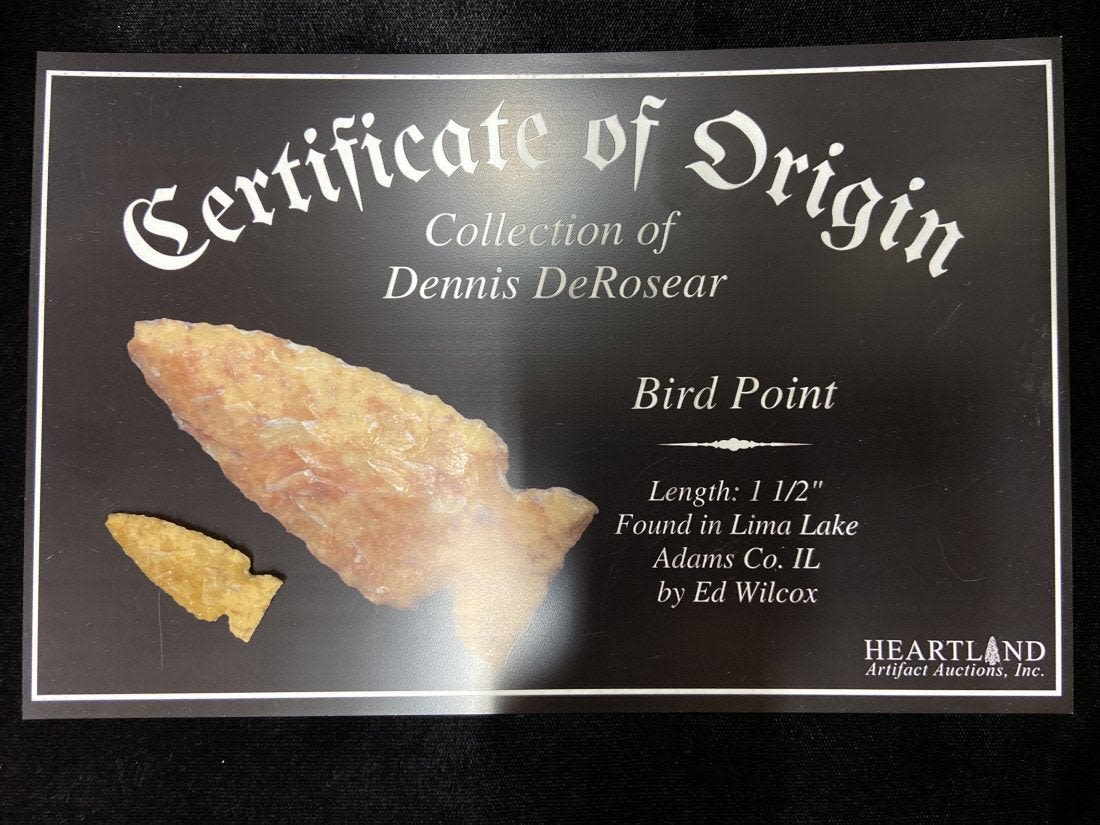 Certificate of Origin
Collection of
Dennis DeRosear
Bird Point
Length: 1 1/2"
Found in Lima Lake
Adams Co. IL
by Ed Wilcox
HEARTLAND
Artifact Auctions, Inc.